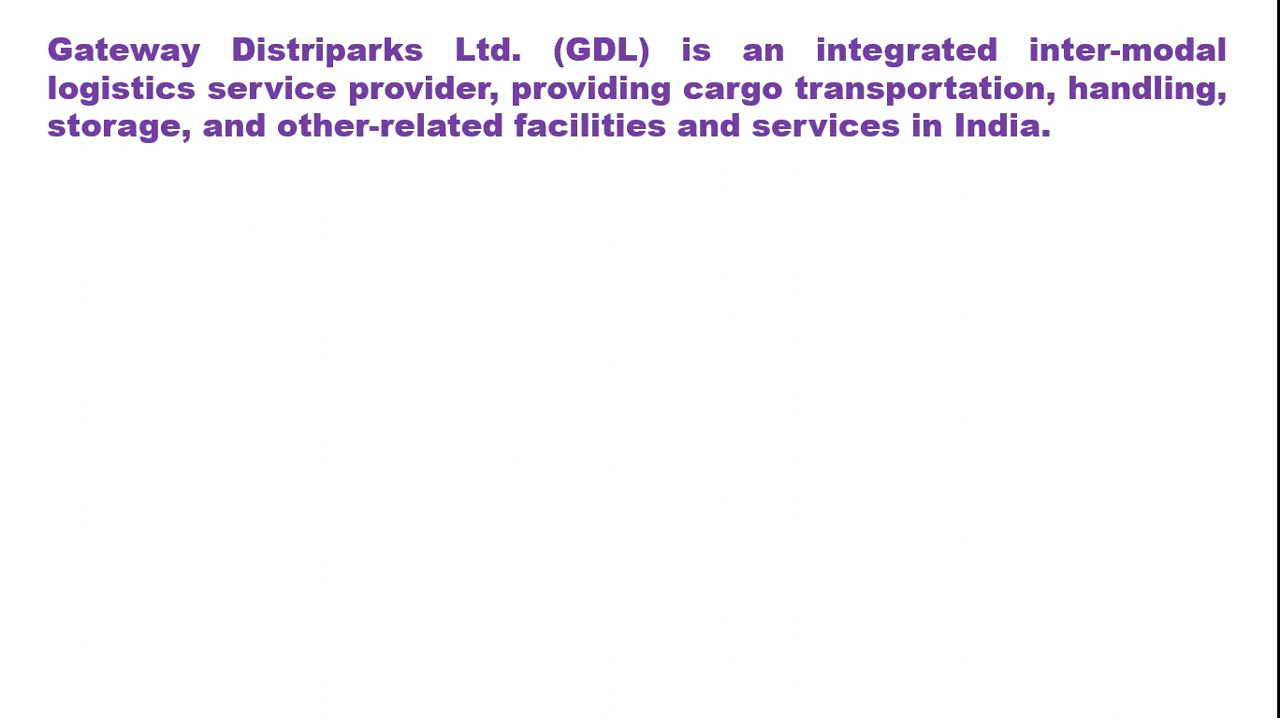 Gateway Distriparks Ltd. (GDL) is an integrated inter-modal
logistics service provider, providing cargo transportation, handling,
storage, and other-related facilities and services in India.